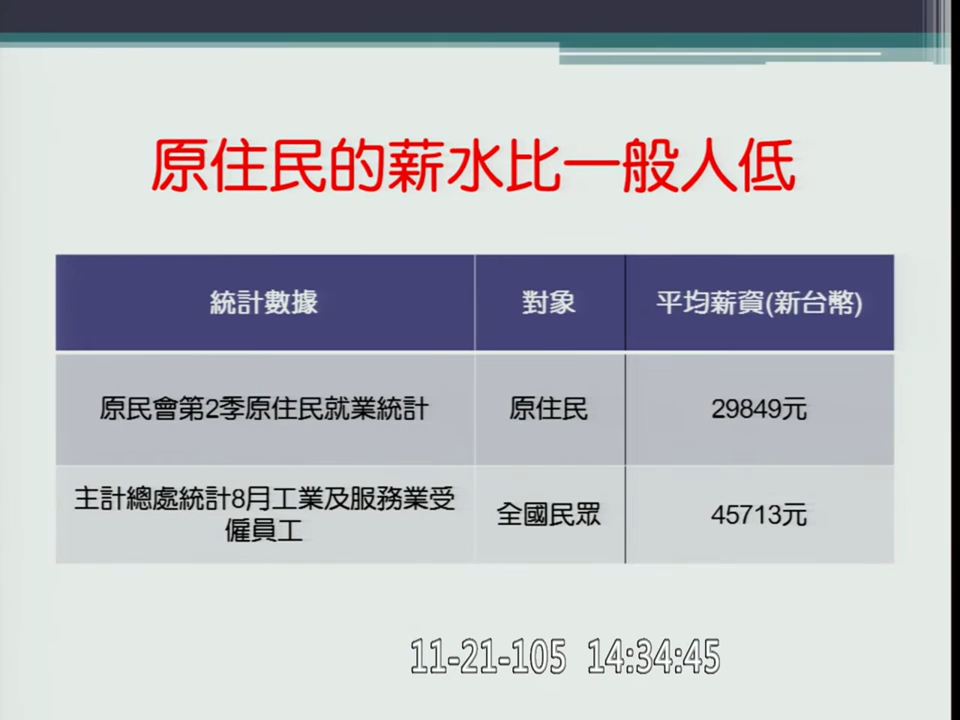 原住民的薪水比一般人低
統計數據 對象 平均薪資(新台幣)
原民會第2季原住民就業統計 原住民 29849元
主計總處統計8月工業及服務業受
僱員工 全國民眾 45713元
11-21-105 14:34:45